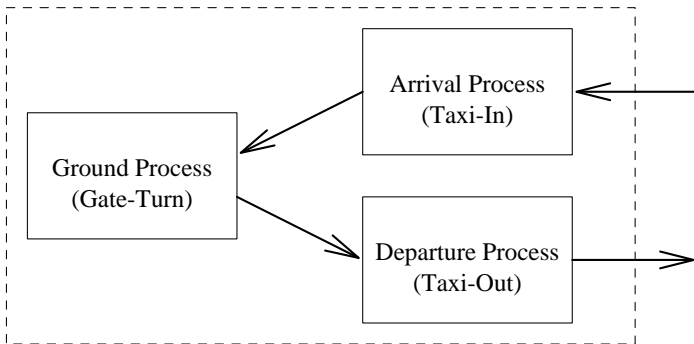 Arrival Process
(Taxi-In)
Ground Process
(Gate-Turn)
Departure Process
(Taxi-Out)